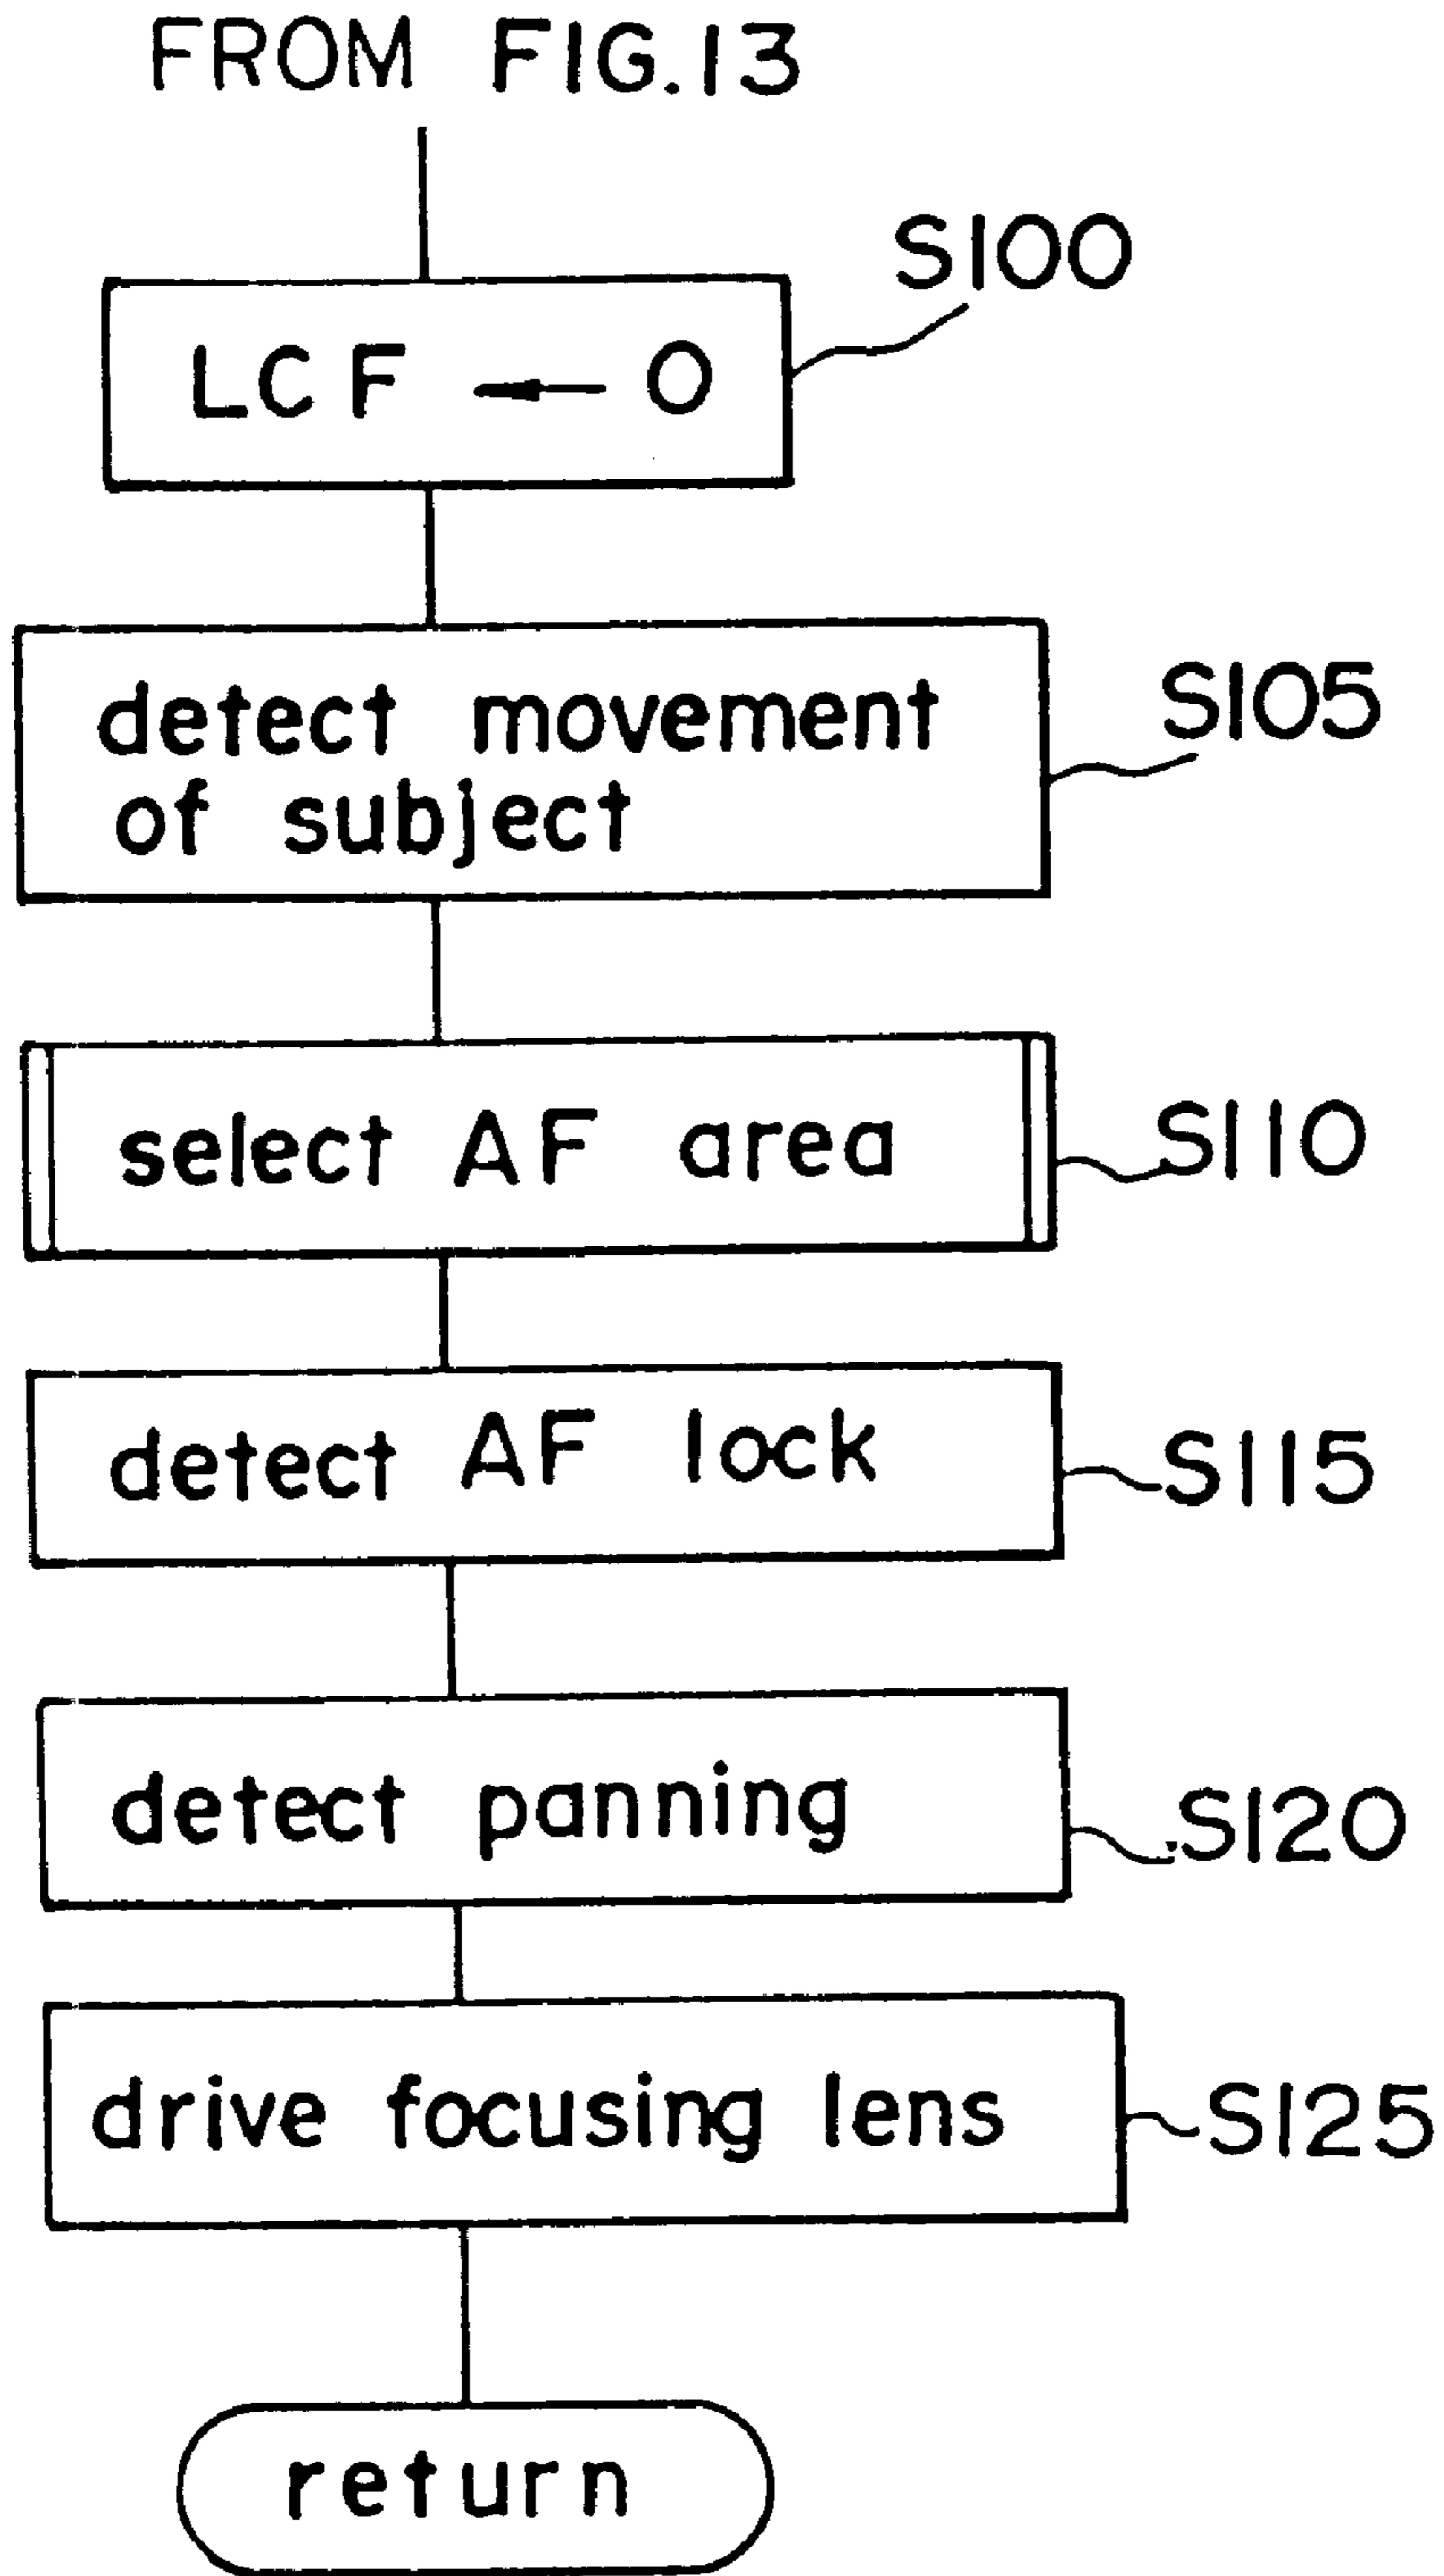 FROM FIG.13
S100
LCF ← 0
detect movement
of subject
S105
select AF area
S110
detect AF lock
S115
detect panning
S120
drive focusing lens
S125
return